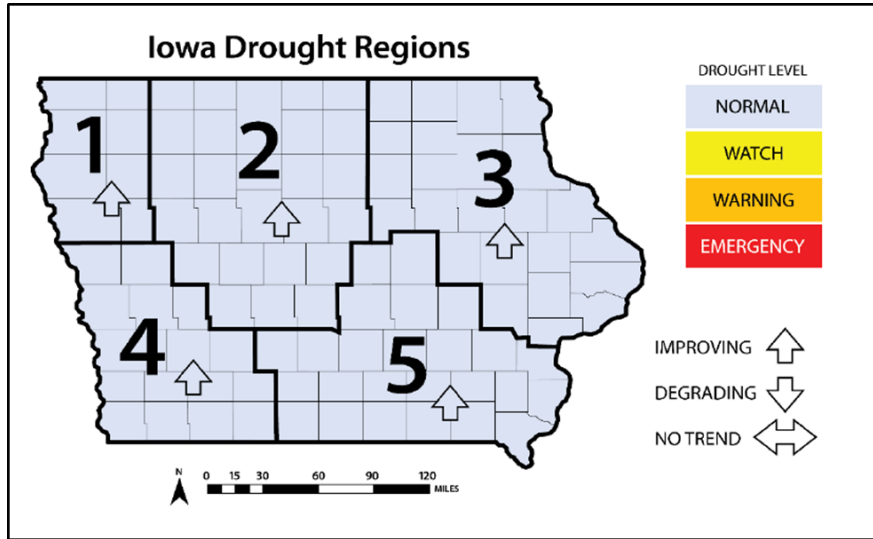 Iowa Drought Regions
1
2
3
4
5
DROUGHT LEVEL
NORMAL
WATCH
WARNING
EMERGENCY
IMPROVING
DEGRADING
NO TREND
N
0 15 30 60 90 120
MILES